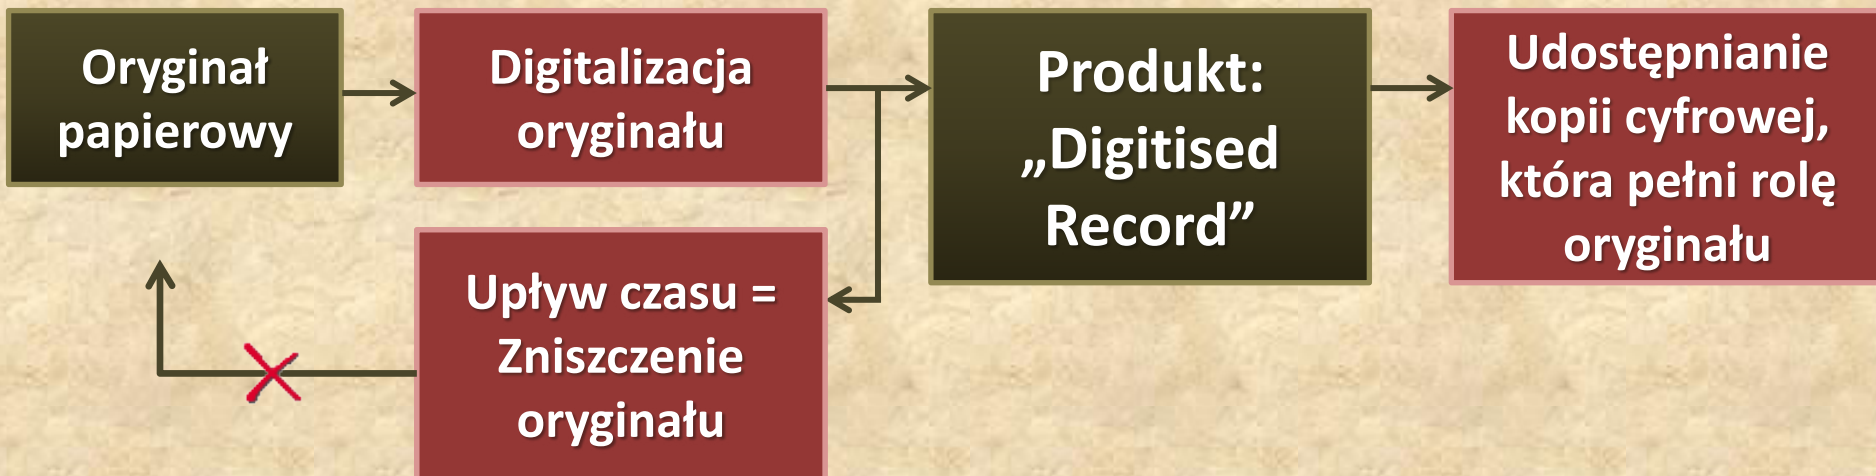 Oryginał
papierowy
Digitalizacja
oryginału
Produkt:
„Digitised
Record”
Udostępnianie
kopii cyfrowej,
która pełni rolę
oryginału
Upływ czasu =
Zniszczenie
oryginału